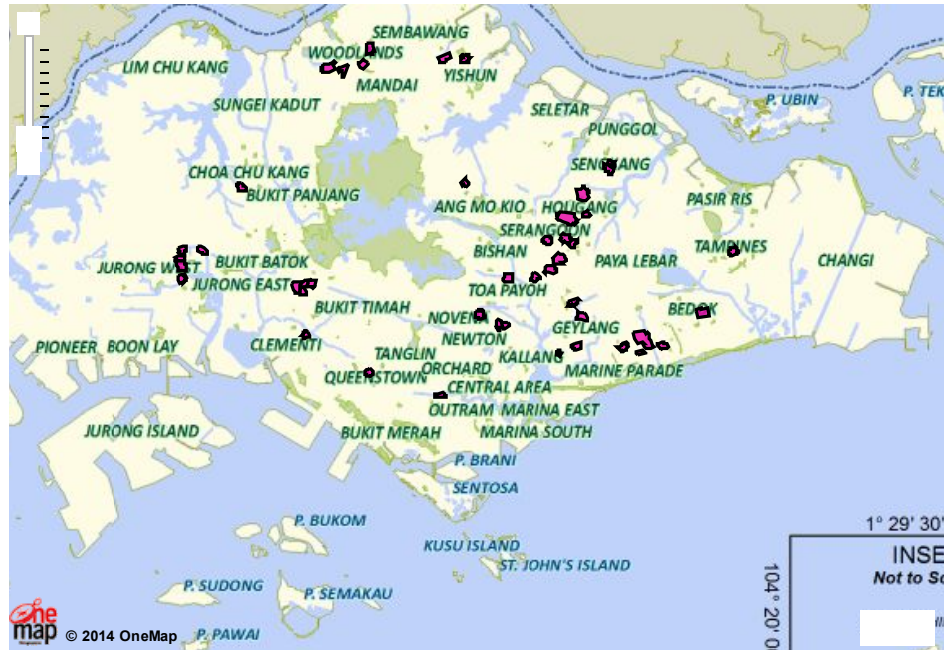 SEMBAWANG
WOODLANDS
LIM CHU KANG
YISHUN
MANDAI
P. UBIN
P. TEK
SUNGEI KADUT
SELETAR
PUNGGOL
SENGKANG
CHOA CHU KANG
BUKIT PANJANG
PASIR RIS
ANG MO KIO
HOUGANG
SERANGOON
TAMPINES
BISHAN
PAYA LEBAR
CHANGI
JURONG WEST
BUKIT BATOK
JURONG EAST
TOA PAYOH
BUKIT TIMAH
BEDOK
NOVENA
GEYLANG
NEWTON
PIONEER
BOON LAY
CLEMENTI
TANGLIN
KALLANG
ORCHARD
MARINE PARADE
QUEENSTOWN
CENTRAL AREA
OUTRAM
MARINA EAST
JURONG ISLAND
BUKIT MERAH
MARINA SOUTH
P. BRANI
SENTOSA
P. BUKOM
1° 29' 30'
KUSU ISLAND
INSE
ST. JOHN'S ISLAND
Not to Sc
104° 20' 0
P. SUDONG
P. SEMAKAU
One
map
© 2014 OneMap
P. PAWAI